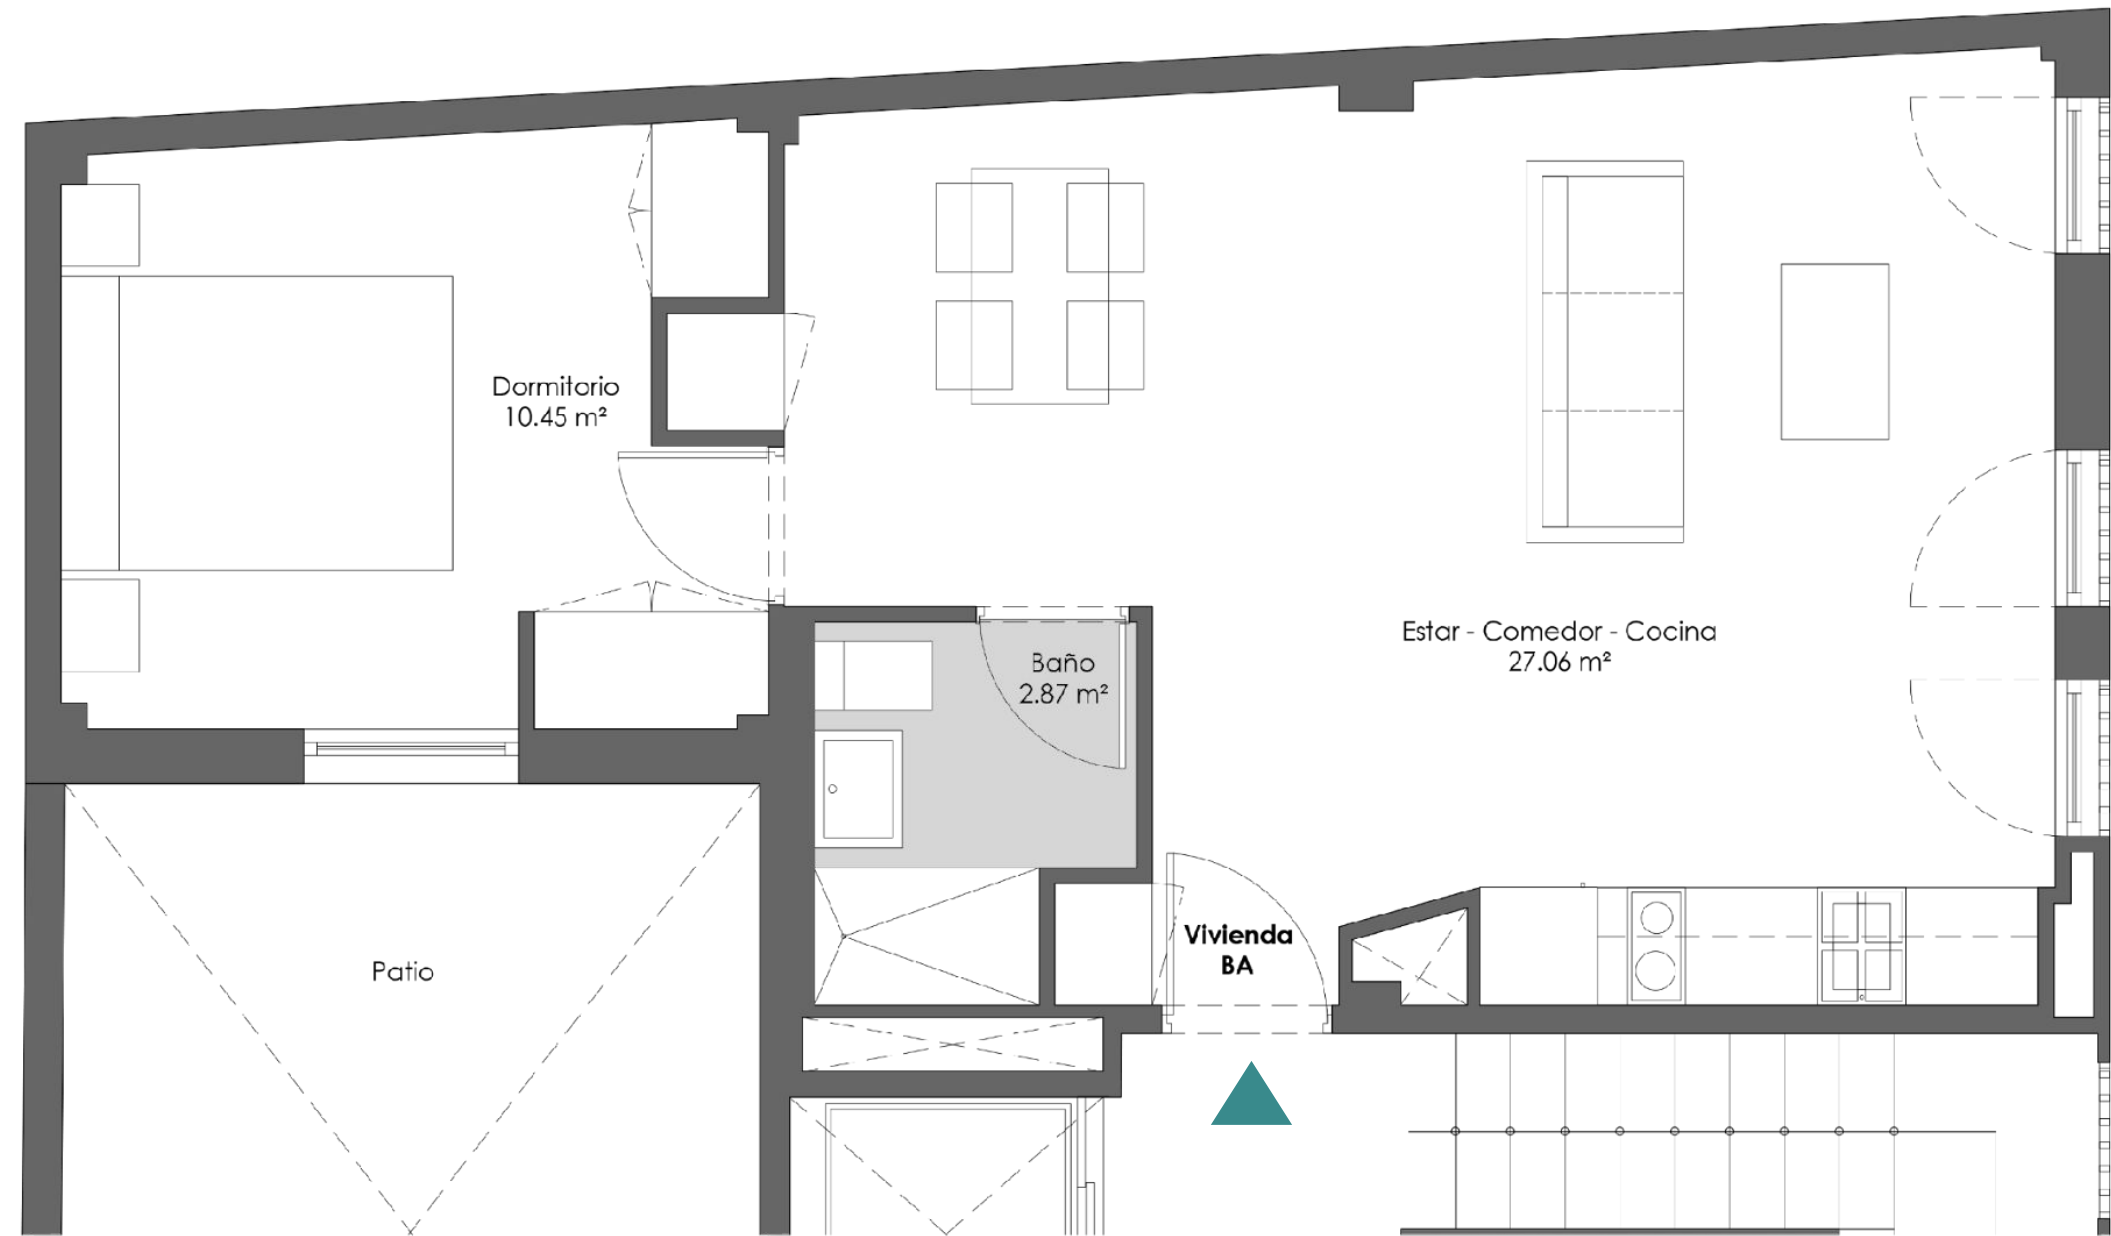 Dormitorio
10.45 m²
Estar - Comedor - Cocina
27.06 m²
Baño
2.87 m²
Vivienda
BA
Patio